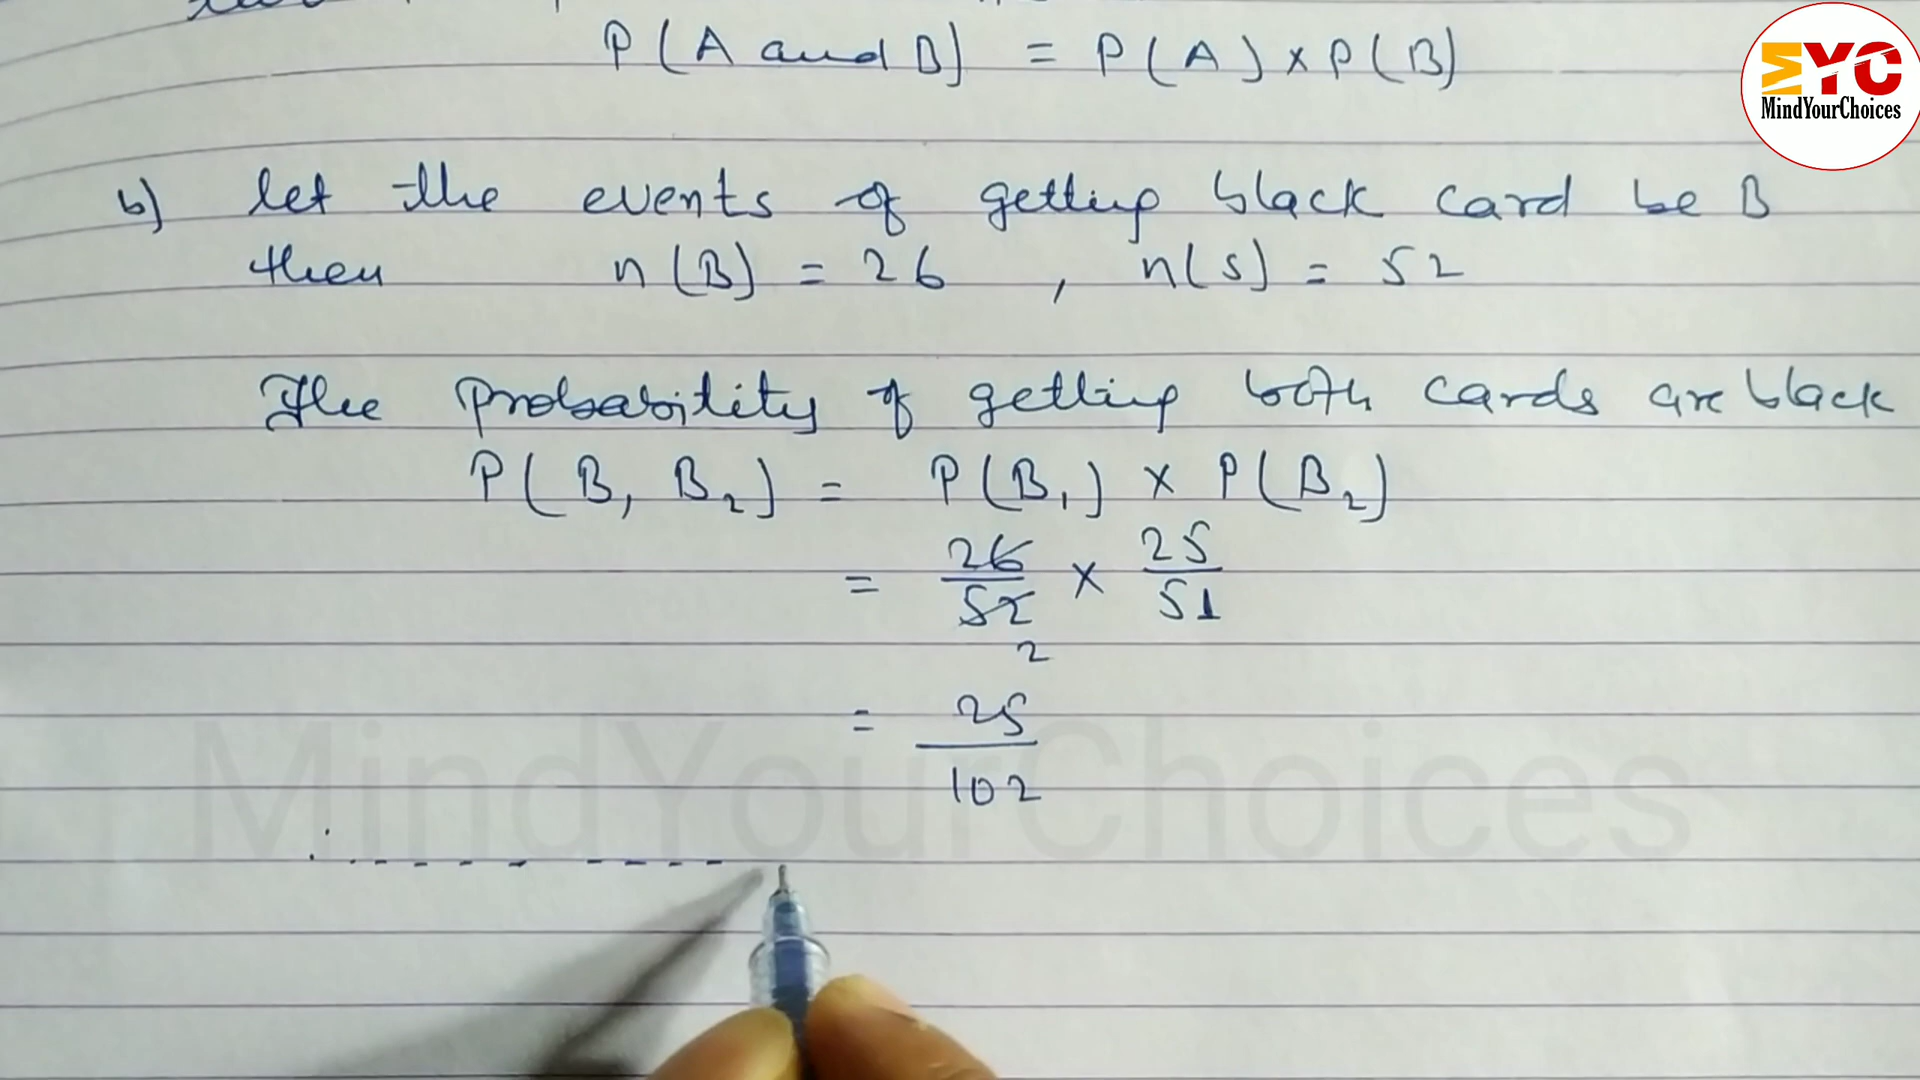 P(A and B) = P(A) × P(B)
MYC
MindYourChoices
b) let the events of getting black card be B
then n(B) = 26 , n(s) = 52
The probability of getting both cards are black
P(B, B₂) = P(B₁) × P(B₂)
= 26/52 × 25/51
2
= 25/102
MindYourChoices